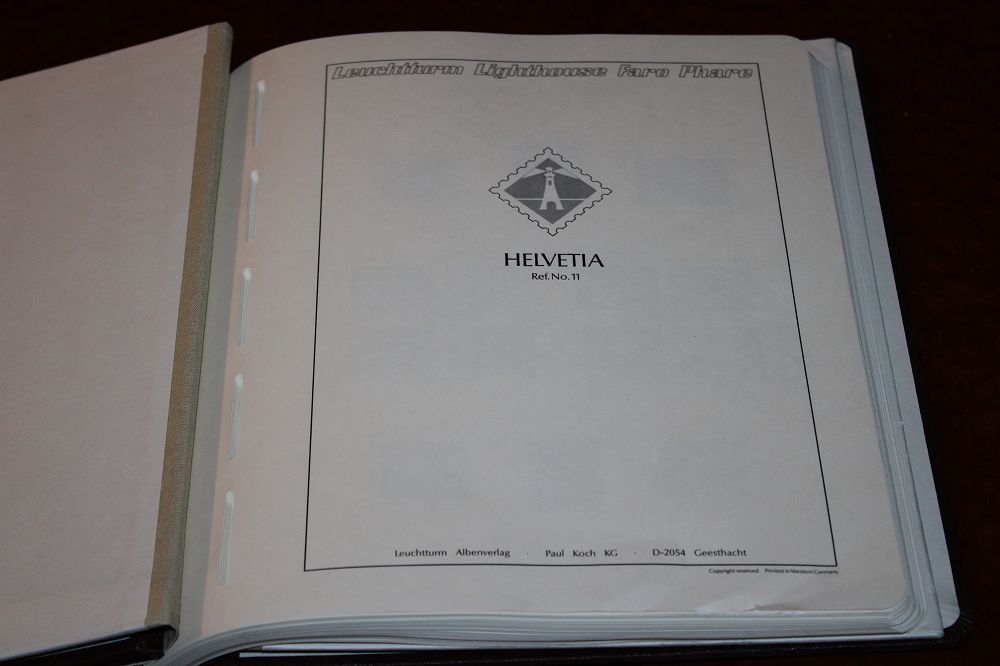 Leuchtturm Lighthouse Faro Phare
HELVETIA
Ref. No. 11
Leuchtturm Albenverlag · Paul Koch KG · D-2054 Geesthacht
Copyright reserved Printed in Western Germany